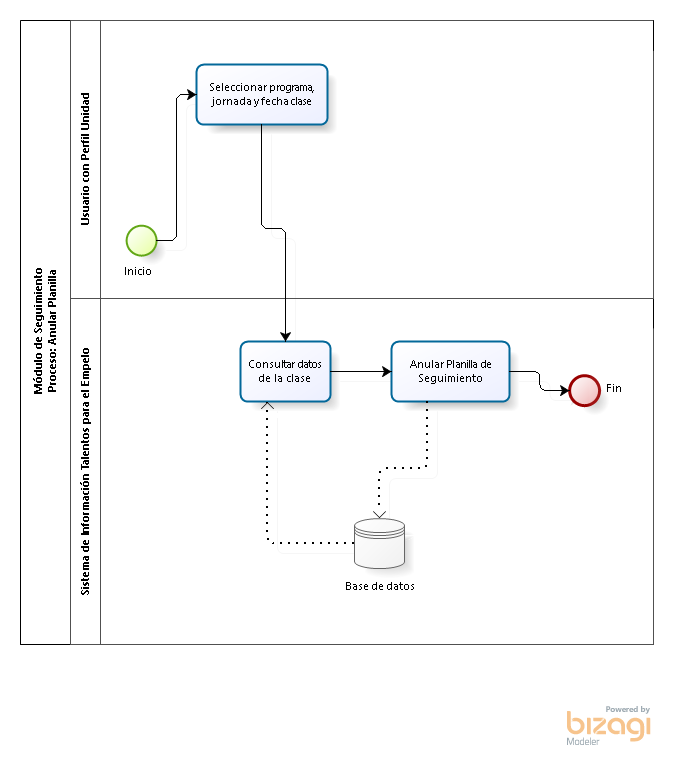 Módulo de Seguimiento
Proceso: Anular Planilla
Usuario con Perfil Unidad
Seleccionar programa,
jornada y fecha clase
Inicio
Sistema de Información Talentos para el Empelo
Consultar datos
de la clase
Anular Planilla de
Seguimiento
Fin
Base de datos
Powered by
bizagi
Modeler